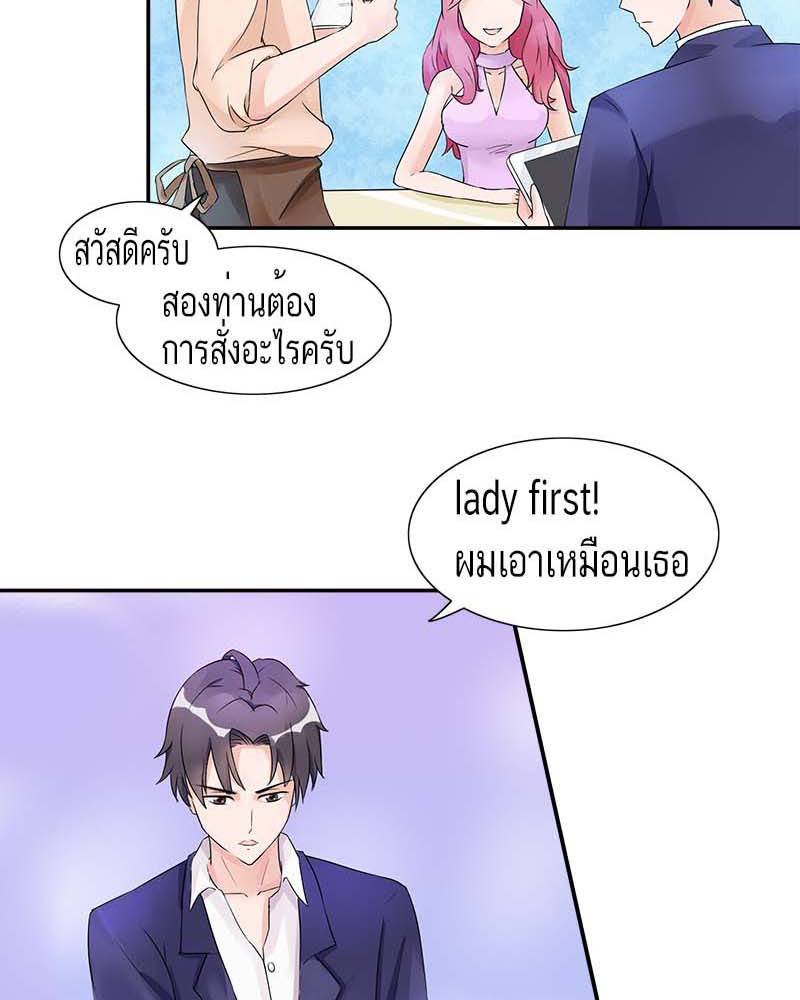 สวัสดีครับ
สองท่านต้อง
การสั่งอะไรครับ
lady first!
ผมเอาเหมือนเธอ